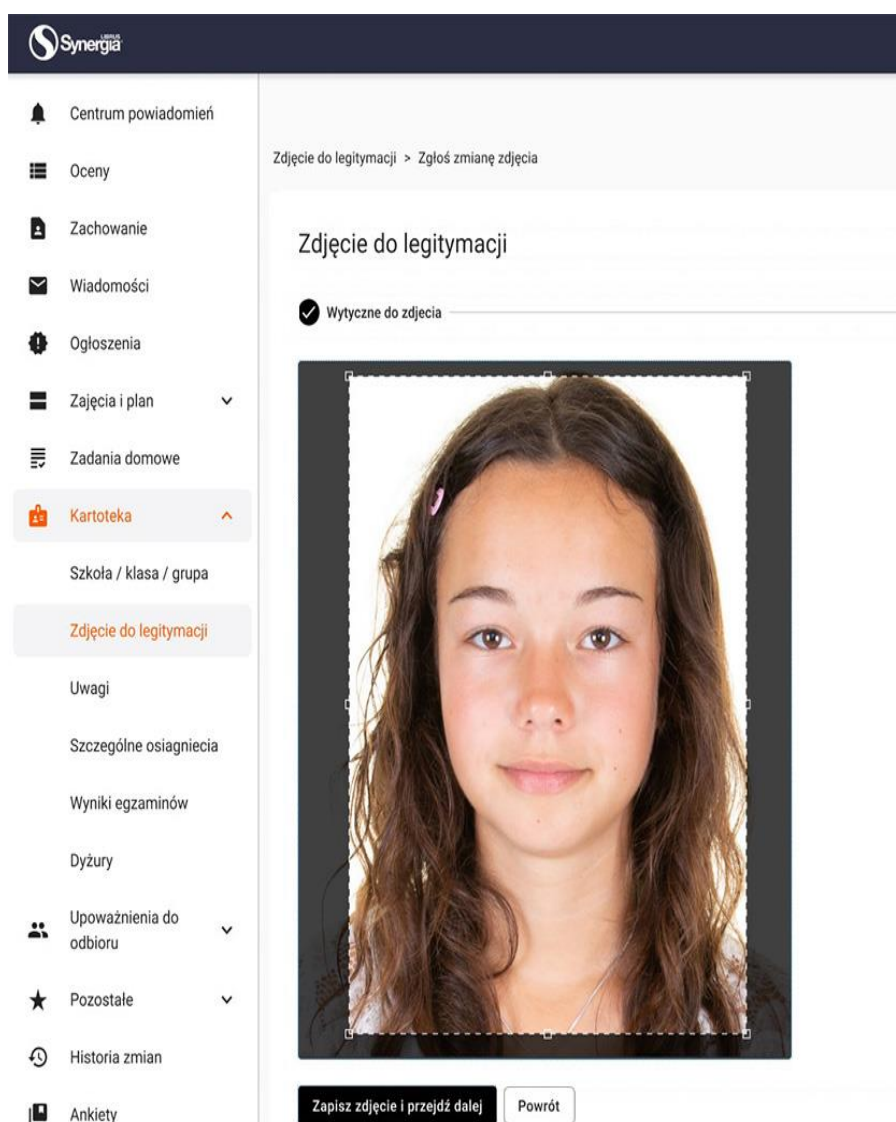 LIBRUS
Synergia
Centrum powiadomień
Oceny
Zachowanie
Wiadomości
Ogłoszenia
Zajęcia i plan
Zadania domowe
Kartoteka
Szkoła / klasa / grupa
Zdjęcie do legitymacji
Uwagi
Szczególne osiagniecia
Wyniki egzaminów
Dyżury
Upoważnienia do
odbioru
Pozostałe
Historia zmian
Ankiety
Zdjęcie do legitymacji > Zgłoś zmianę zdjęcia
Zdjęcie do legitymacji
Wytyczne do zdjecia
Zapisz zdjęcie i przejdź dalej
Powrót